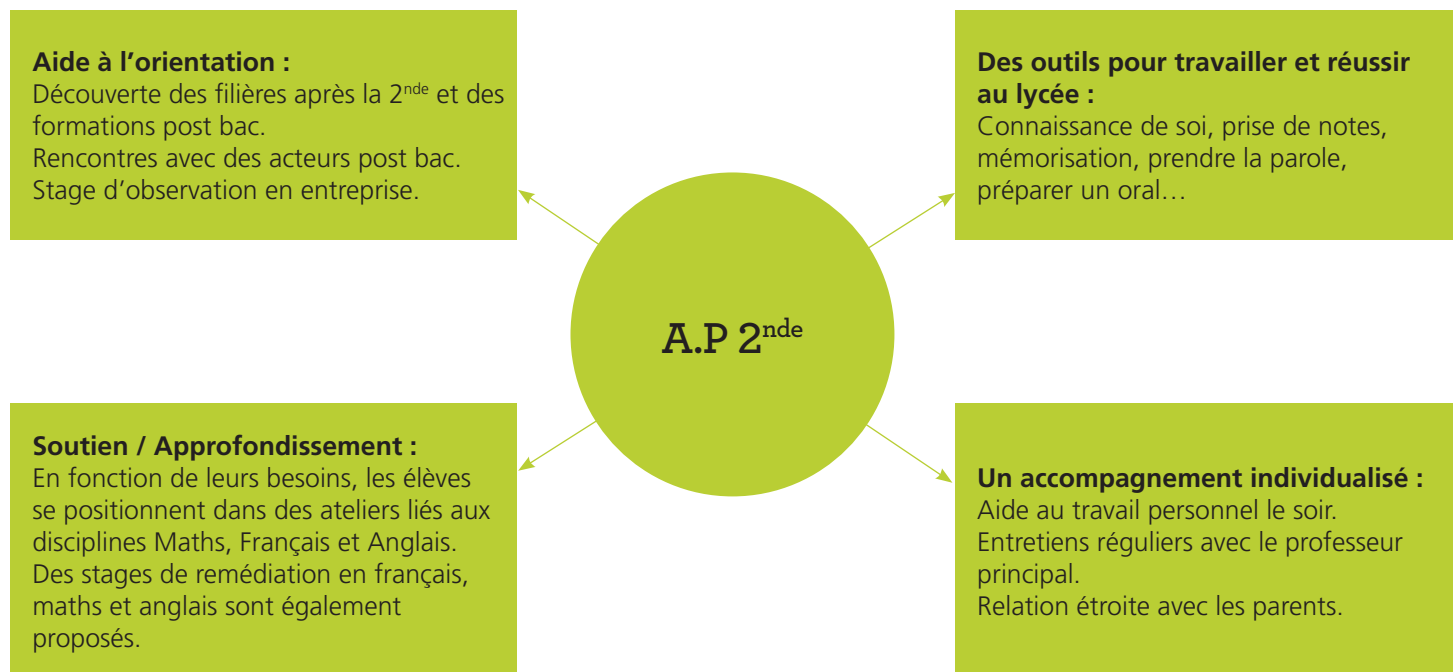 Aide à l’orientation :
Découverte des filières après la 2nde et des
formations post bac.
Rencontres avec des acteurs post bac.
Stage d’observation en entreprise.
Des outils pour travailler et réussir
au lycée :
Connaissance de soi, prise de notes,
mémorisation, prendre la parole,
préparer un oral…
A.P 2nde
Soutien / Approfondissement :
En fonction de leurs besoins, les élèves
se positionnent dans des ateliers liés aux
disciplines Maths, Français et Anglais.
Des stages de remédiation en français,
maths et anglais sont également
proposés.
Un accompagnement individualisé :
Aide au travail personnel le soir.
Entretiens réguliers avec le professeur
principal.
Relation étroite avec les parents.